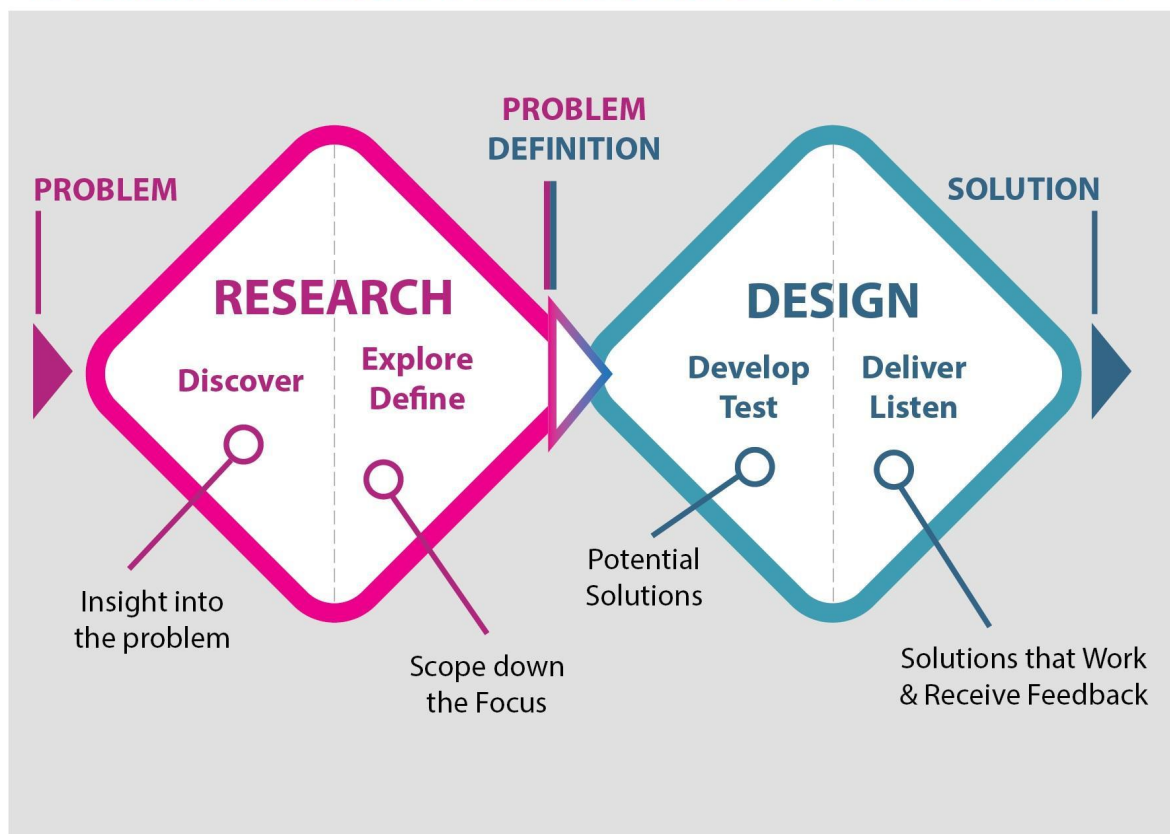 PROBLEM
PROBLEM
DEFINITION
SOLUTION
RESEARCH
Discover
Explore
Define
DESIGN
Develop
Test
Deliver
Listen
Insight into
the problem
Scope down
the Focus
Potential
Solutions
Solutions that Work
& Receive Feedback